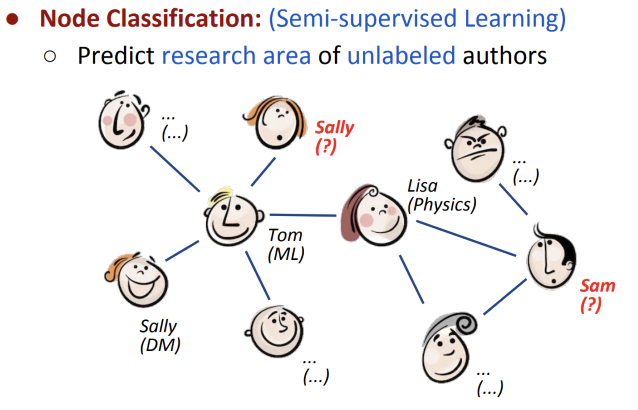 ● Node Classification: (Semi-supervised Learning)
○ Predict research area of unlabeled authors
...
(...)
Sally
(?)
...
(...)
Lisa
(Physics)
Tom
(ML)
Sam
(?)
Sally
(DM)
...
(...)
...
(...)